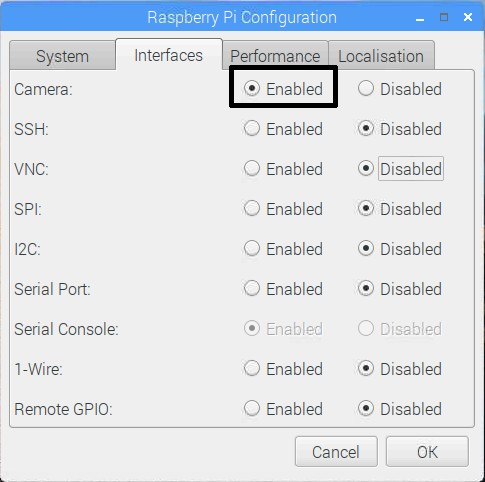 Raspberry Pi Configuration
System Interfaces Performance Localisation
Camera: Enabled Disabled
SSH: Enabled Disabled
VNC: Enabled Disabled
SPI: Enabled Disabled
I2C: Enabled Disabled
Serial Port: Enabled Disabled
Serial Console: Enabled Disabled
1-Wire: Enabled Disabled
Remote GPIO: Enabled Disabled
Cancel OK